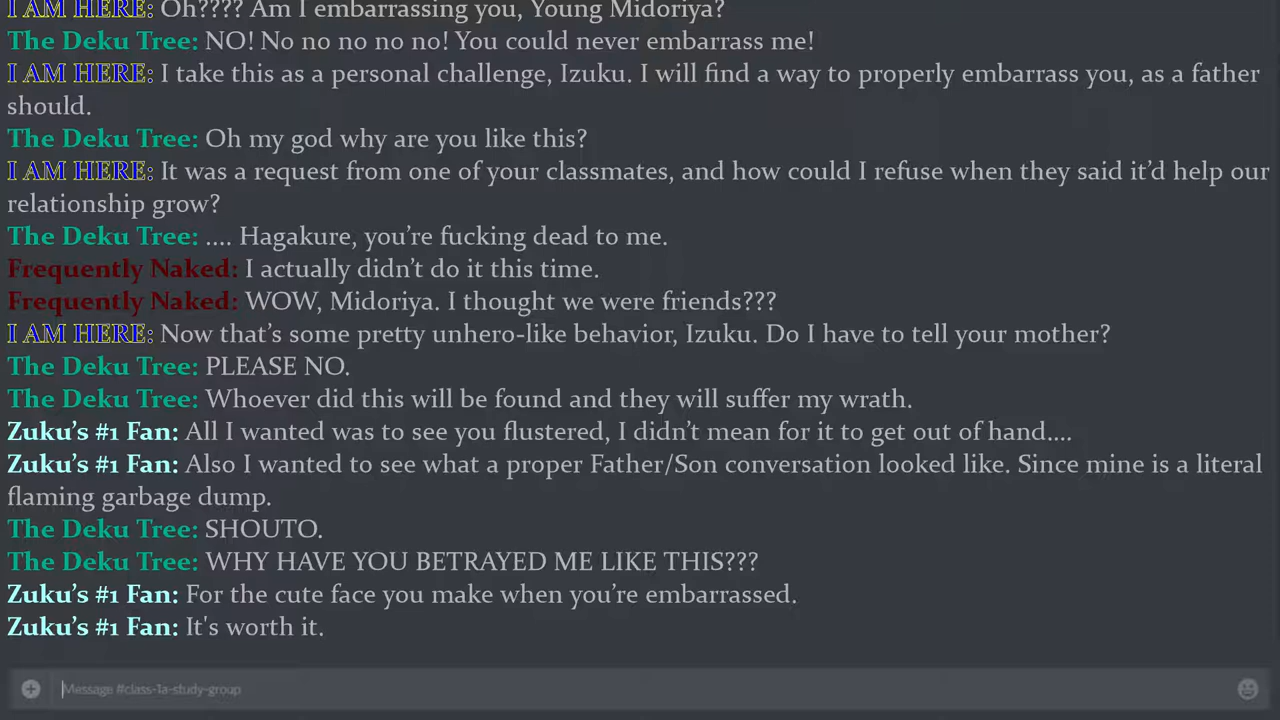 I AM HERE: Oh???? Am I embarrassing you, Young Midoriya?
The Deku Tree: NO! No no no no no! You could never embarrass me!
I AM HERE: I take this as a personal challenge, Izuku. I will find a way to properly embarrass you, as a father
should.
The Deku Tree: Oh my god why are you like this?
I AM HERE: It was a request from one of your classmates, and how could I refuse when they said it’d help our
relationship grow?
The Deku Tree: .... Hagakure, you’re fucking dead to me.
Frequently Naked: I actually didn’t do it this time.
Frequently Naked: WOW, Midoriya. I thought we were friends???
I AM HERE: Now that’s some pretty unhero-like behavior, Izuku. Do I have to tell your mother?
The Deku Tree: PLEASE NO.
The Deku Tree: Whoever did this will be found and they will suffer my wrath.
Zuku’s #1 Fan: All I wanted was to see you flustered, I didn’t mean for it to get out of hand....
Zuku’s #1 Fan: Also I wanted to see what a proper Father/Son conversation looked like. Since mine is a literal
flaming garbage dump.
The Deku Tree: SHOUTO.
The Deku Tree: WHY HAVE YOU BETRAYED ME LIKE THIS???
Zuku’s #1 Fan: For the cute face you make when you’re embarrassed.
Zuku’s #1 Fan: It's worth it.
Message #class-1a-study-group